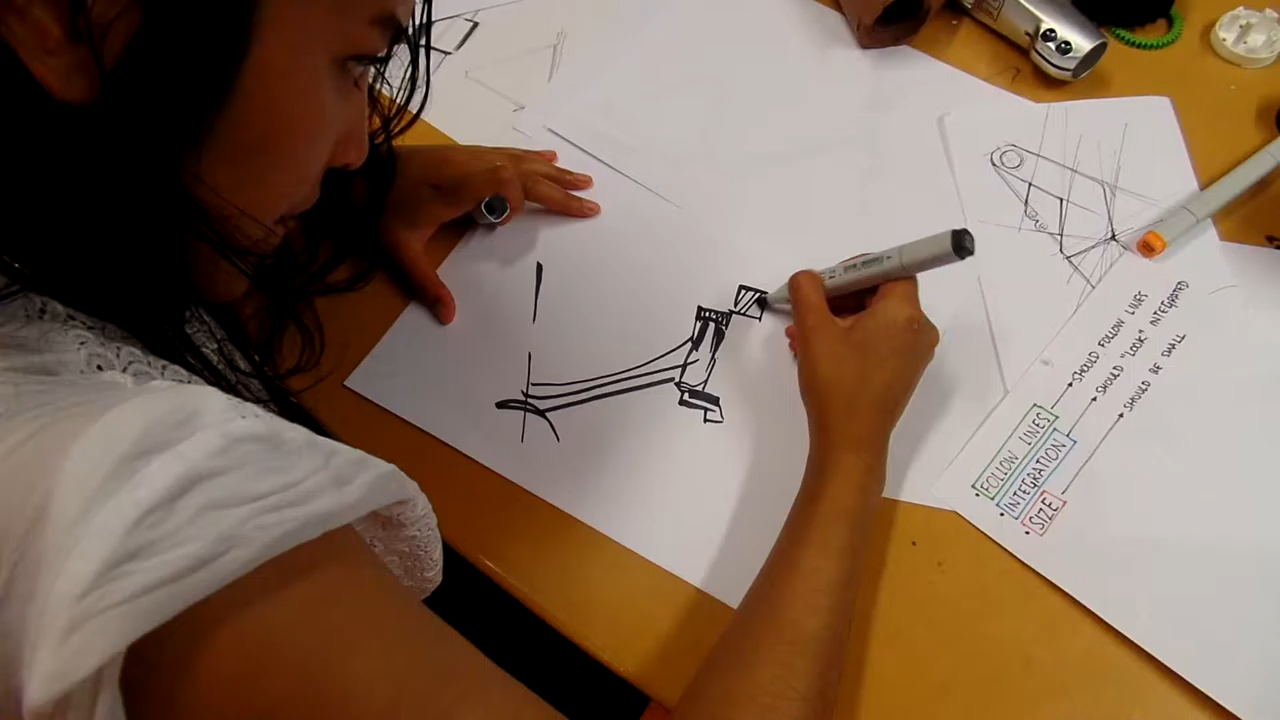 • FOLLOW LINES → SHOULD FOLLOW LINES
• INTEGRATION → SHOULD "LOOK" INTEGRATED
• SIZE → SHOULD BE SMALL